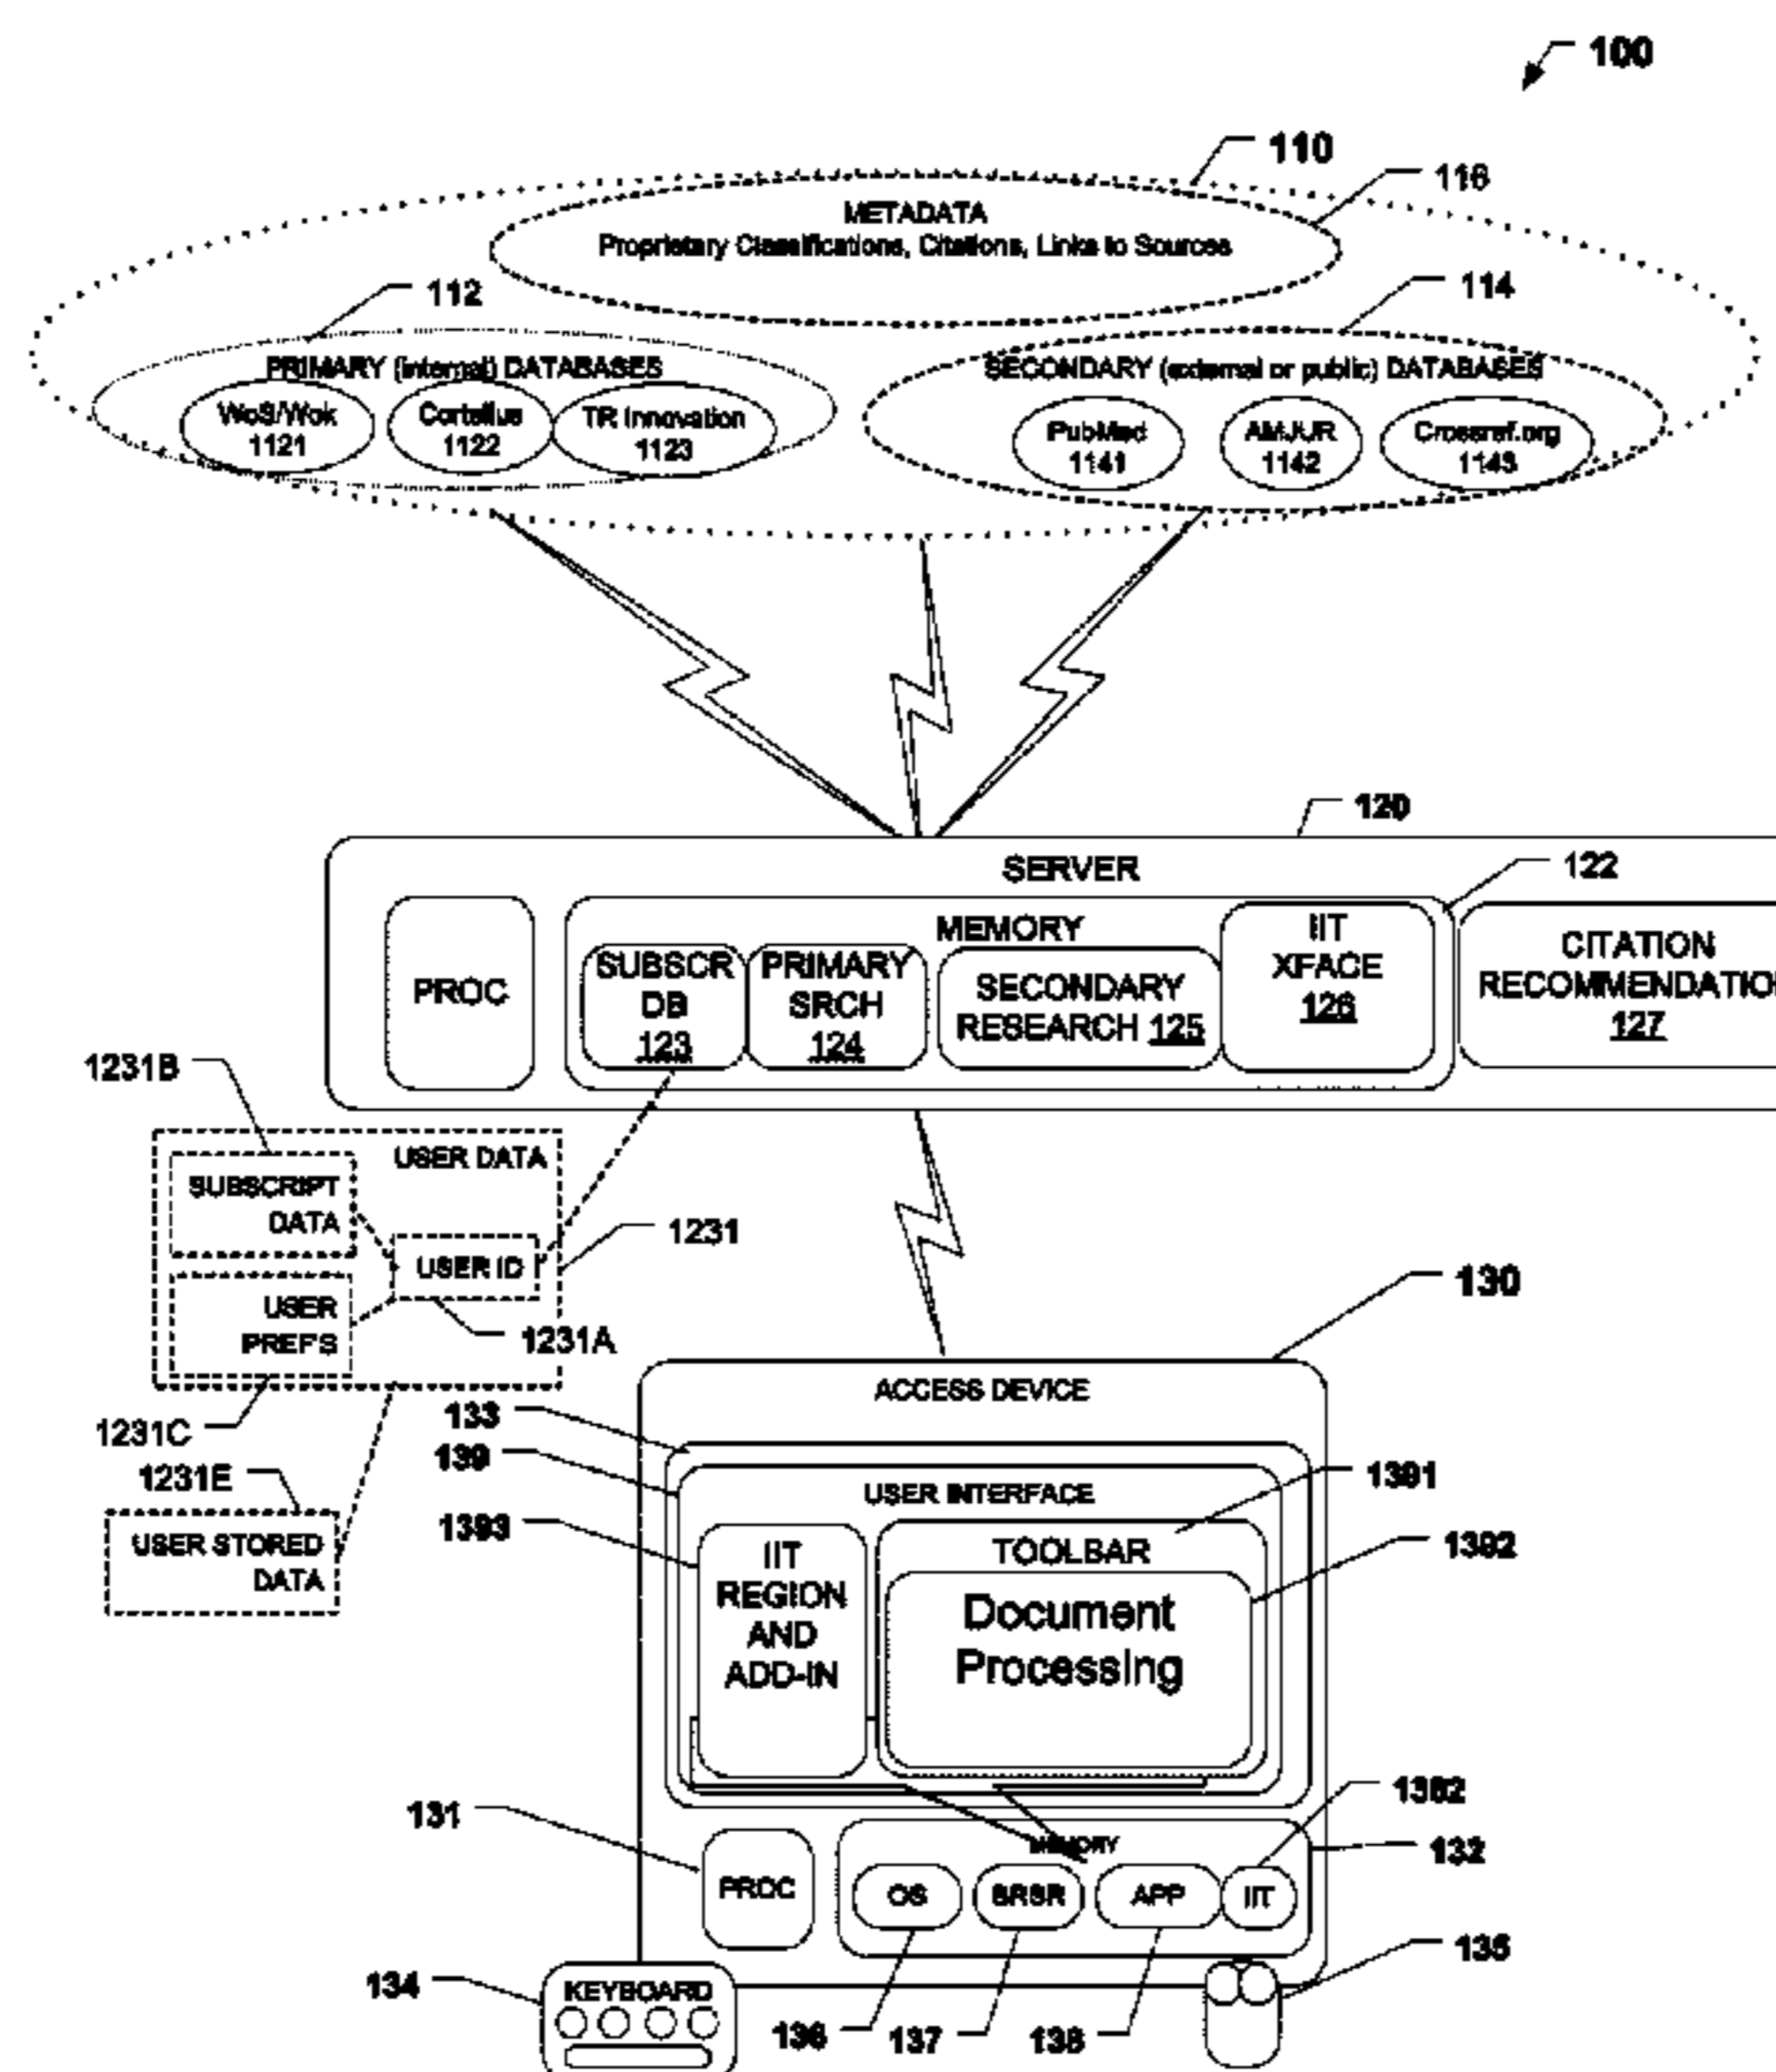 100
110
116
METADATA
Proprietary Classifications, Citations, Links to Sources
112
114
PRIMARY (internal) DATABASES
SECONDARY (external or public) DATABASES
WoS/Wok
1121
Cortellus
1122
TR Innovation
1123
PubMed
1141
AMJUR
1142
Crossref.org
1143
120
SERVER
122
MEMORY
PROC
SUBSCR
DB
123
PRIMARY
SRCH
124
SECONDARY
RESEARCH 125
IIT
XFACE
126
CITATION
RECOMMENDATION
127
1231B
USER DATA
SUBSCRIPT
DATA
1231
USER ID
USER
PREFS
1231A
130
ACCESS DEVICE
1231C
133
139
1231E
USER INTERFACE
1391
1393
USER STORED
DATA
IIT
REGION
AND
ADD-IN
TOOLBAR
1392
Document
Processing
1382
131
MEMORY
132
PROC
OS
BRSR
APP
IIT
135
134
KEYBOARD
136
137
138